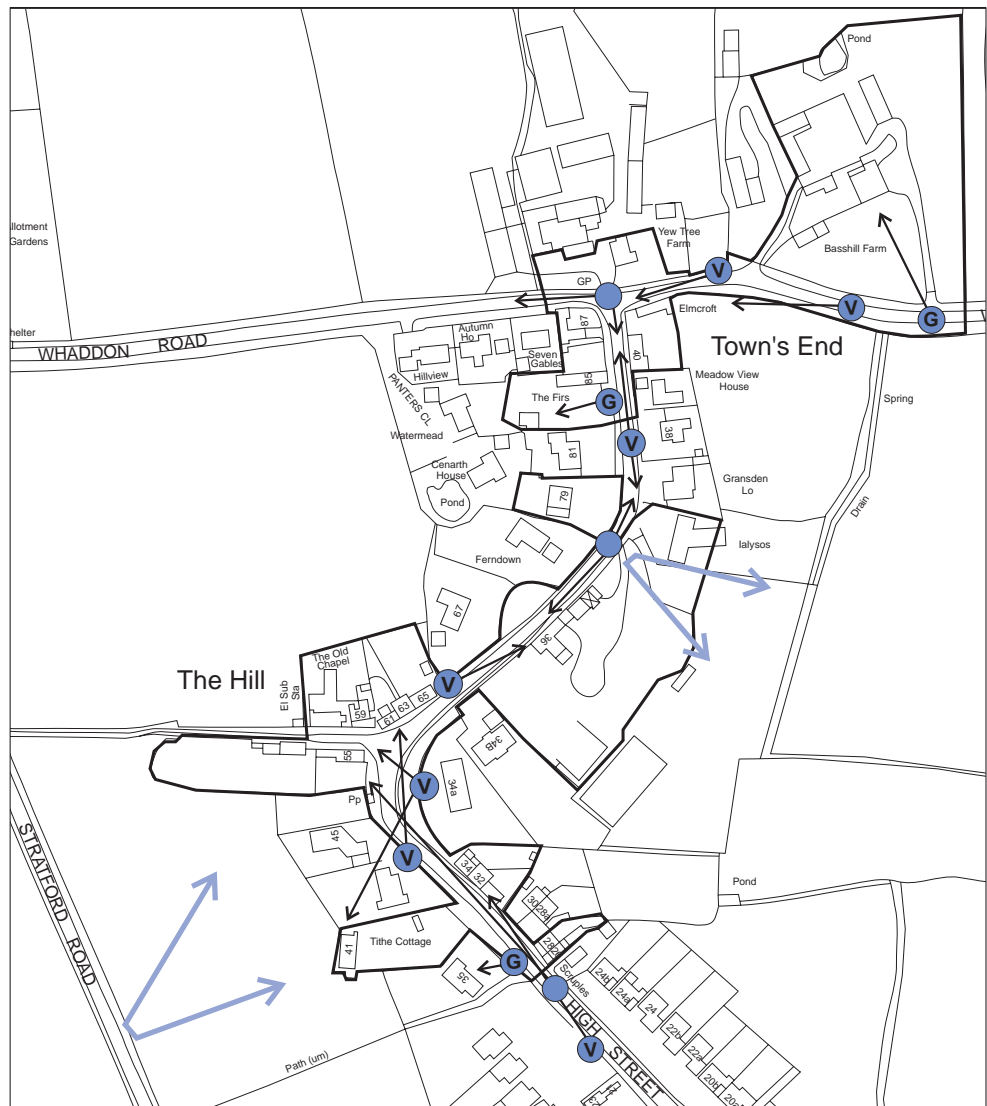 Pond
llotment
Gardens
Yew Tree
Farm
Basshill Farm
V
GP
V
G
Elmcroft
helter
WHADDON ROAD
Autumn
Ho
87
Seven
Gables
40
Town's End
Hillview
85
Meadow View
House
PANTERS CL
The Firs
G
Spring
Watermead
V
38
81
Cenarth
House
Gransden
Lo
79
Pond
Drain
Ialysos
Ferndown
67
36
The Hill
The Old
Chapel
El Sub
Sta
V
65
63
61
59
34B
55
V
34a
Pp
STRATFORD ROAD
45
V
34
32
Pond
30
28a
Tithe Cottage
41
28
G
35
Scruples
24b
24a
24
HIGH STREET
22b
22a
20b
20a
V
Path (um)
21
23